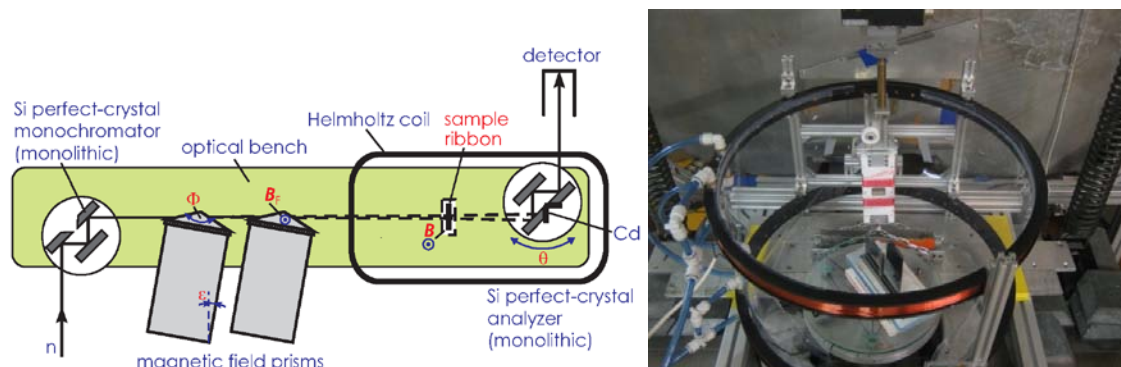 detector
Si perfect-crystal
monochromator
(monolithic)
Helmholtz coil
sample
ribbon
optical bench
Φ
B_F
B
Cd
θ
ε
Si perfect-crystal
analyzer
(monolithic)
n
magnetic field prisms